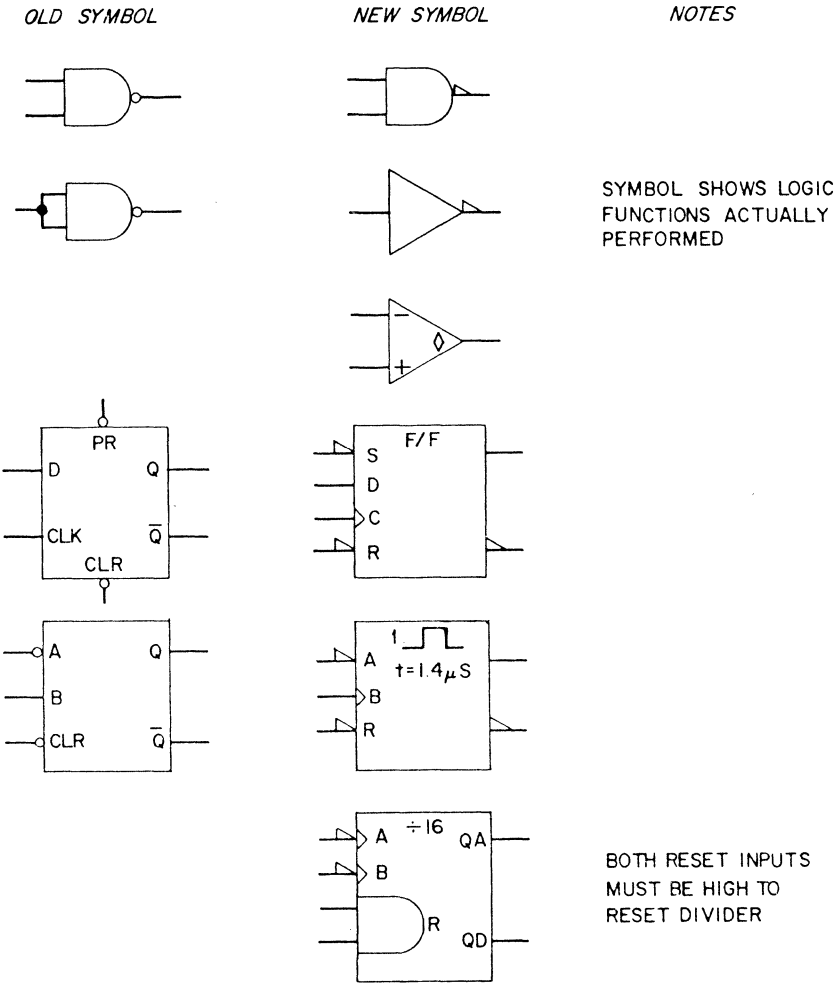 OLD SYMBOL
NEW SYMBOL
NOTES
SYMBOL SHOWS LOGIC
FUNCTIONS ACTUALLY
PERFORMED
−
+
PR
D
Q
CLK
Q̅
CLR
F/F
S
D
C
R
A
Q
B
CLR
Q̅
1
t=1.4μS
A
B
R
÷16
A
QA
B
R
QD
BOTH RESET INPUTS
MUST BE HIGH TO
RESET DIVIDER